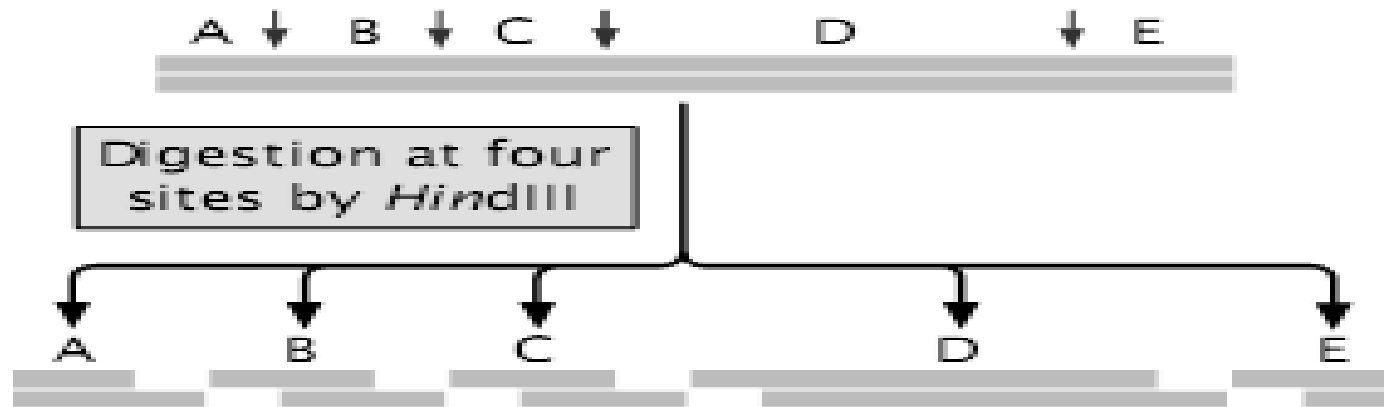 A B C D E
Digestion at four
sites by HindIII
A B C D E